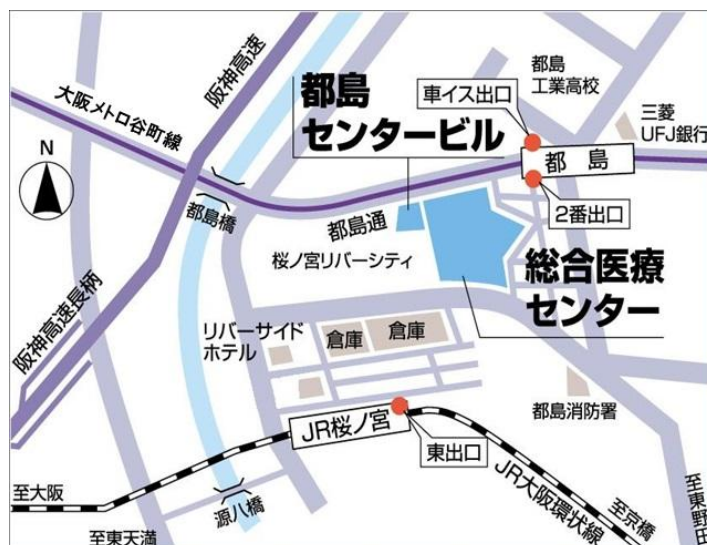 阪神高速
大阪メトロ谷町線
N
都島
センタービル
車イス出口
都島
工業高校
三菱
UFJ銀行
都島
2番出口
都島橋
都島通
桜ノ宮リバーシティ
総合医療
センター
阪神高速長柄
リバーサイド
ホテル
倉庫
倉庫
都島消防署
JR桜ノ宮
東出口
JR大阪環状線
至大阪
至東天満
源八橋
至京橋
至東野田